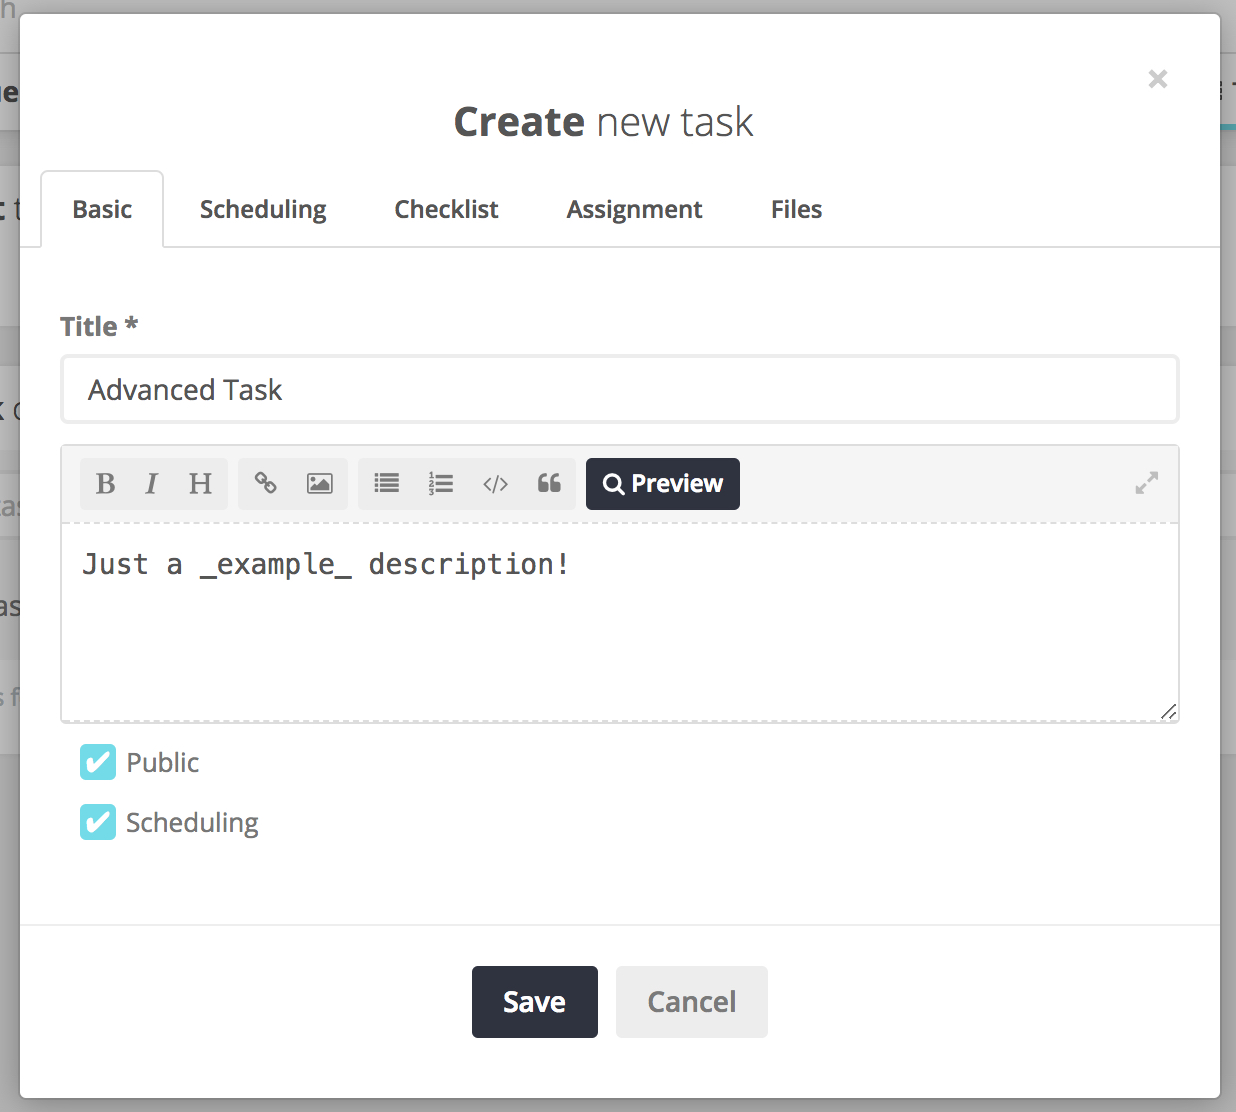 Create new task
Basic Scheduling Checklist Assignment Files
Title *
Advanced Task
B I H Preview
Just a _example_ description!
Public
Scheduling
Save Cancel